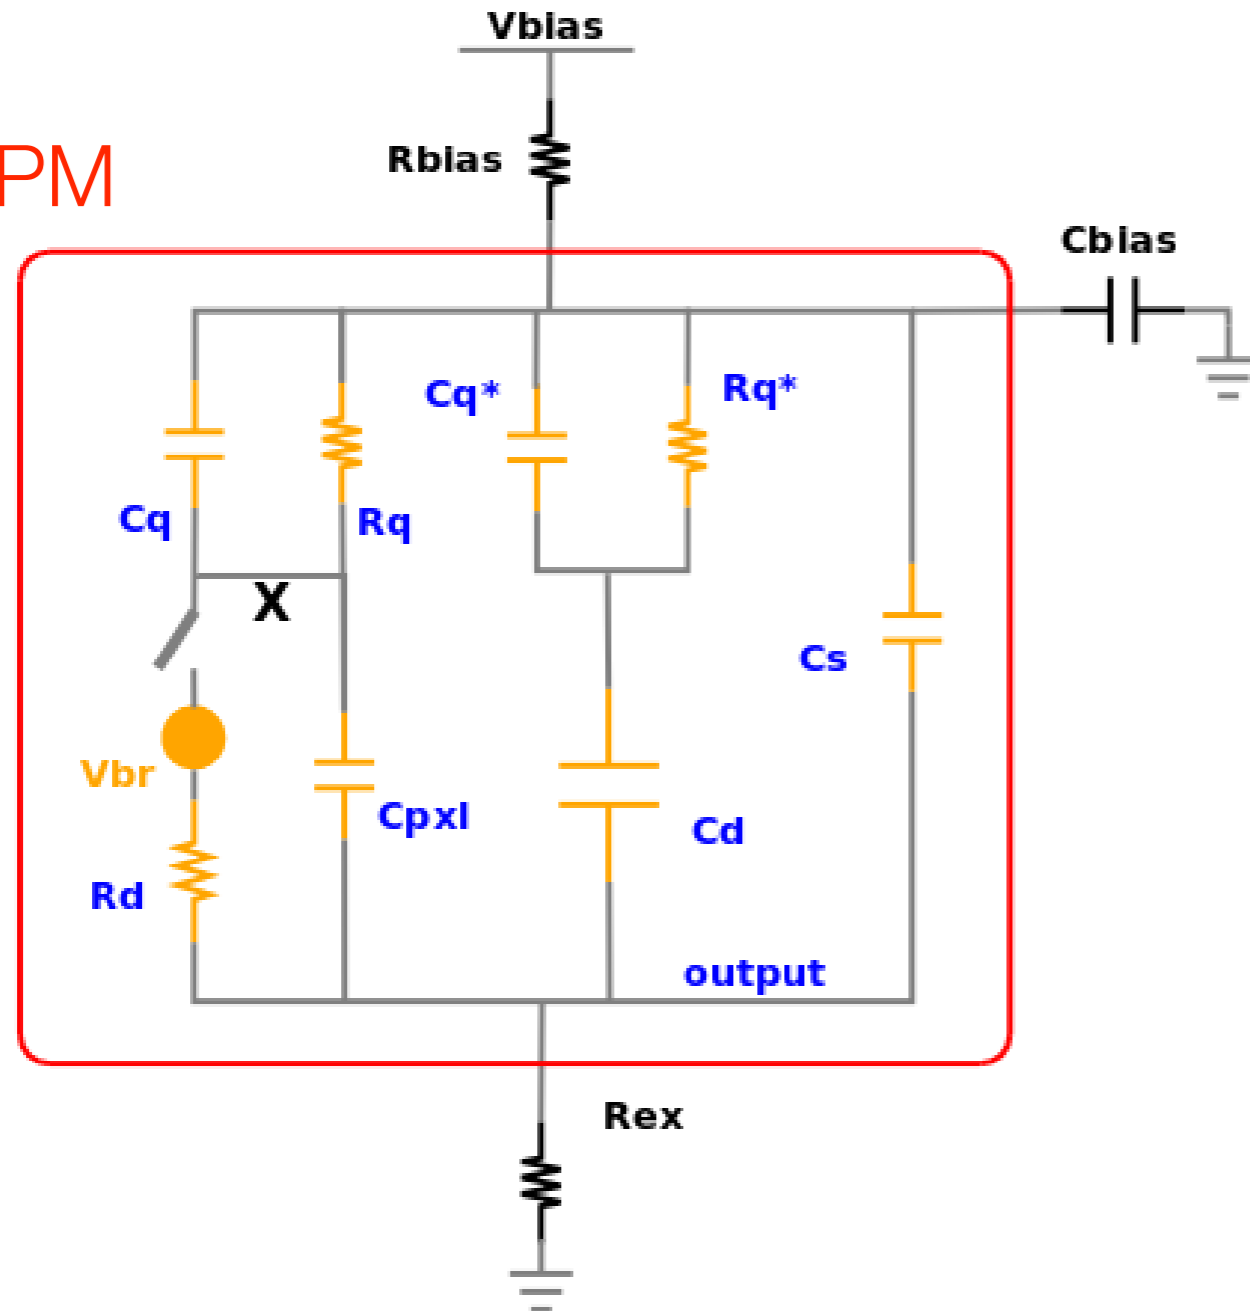 Vbias
Rbias
PM
Cbias
Cq*
Rq*
Cq
Rq
X
Cs
Vbr
Cpxl
Cd
Rd
output
Rex